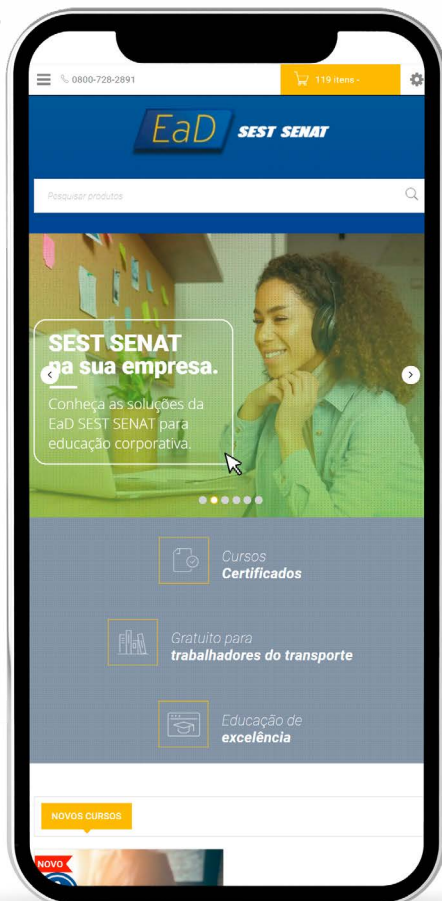 0800-728-2891
119 itens -
EaD SEST SENAT
Pesquisar produtos
SEST SENAT
na sua empresa.
Conheça as soluções da
EaD SEST SENAT para
educação corporativa.
Cursos
Certificados
Gratuito para
trabalhadores do transporte
Educação de
excelência
NOVOS CURSOS
NOVO